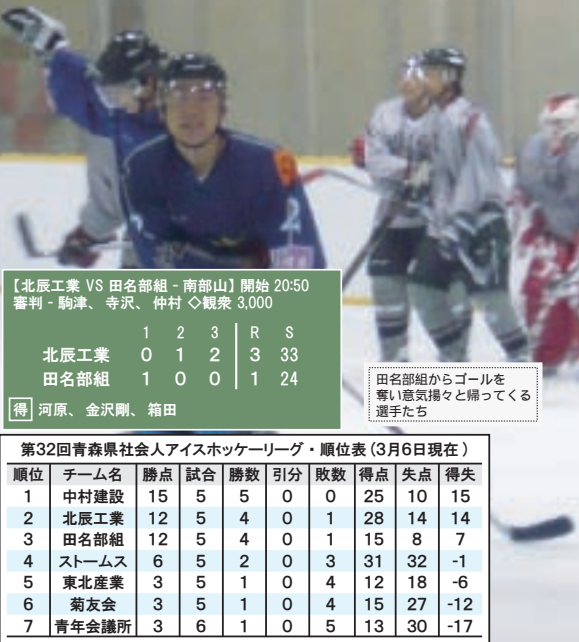 【北辰工業 VS 田名部組 - 南部山】 開始 20:50
審判 - 駒津、寺沢、仲村 ◇観衆 3,000
1 2 3 R S
北辰工業 0 1 2 3 33
田名部組 1 0 0 1 24
得 河原、金沢剛、箱田
田名部組からゴールを
奪い意気揚々と帰ってくる
選手たち
第32回青森県社会人アイスホッケーリーグ・順位表(3月6日現在)
順位 チーム名 勝点 試合 勝数 引分 敗数 得点 失点 得失
1 中村建設 15 5 5 0 0 25 10 15
2 北辰工業 12 5 4 0 1 28 14 14
3 田名部組 12 5 4 0 1 15 8 7
4 ストームス 6 5 2 0 3 31 32 -1
5 東北産業 3 5 1 0 4 12 18 -6
6 菊友会 3 5 1 0 4 15 27 -12
7 青年会議所 3 6 1 0 5 13 30 -17